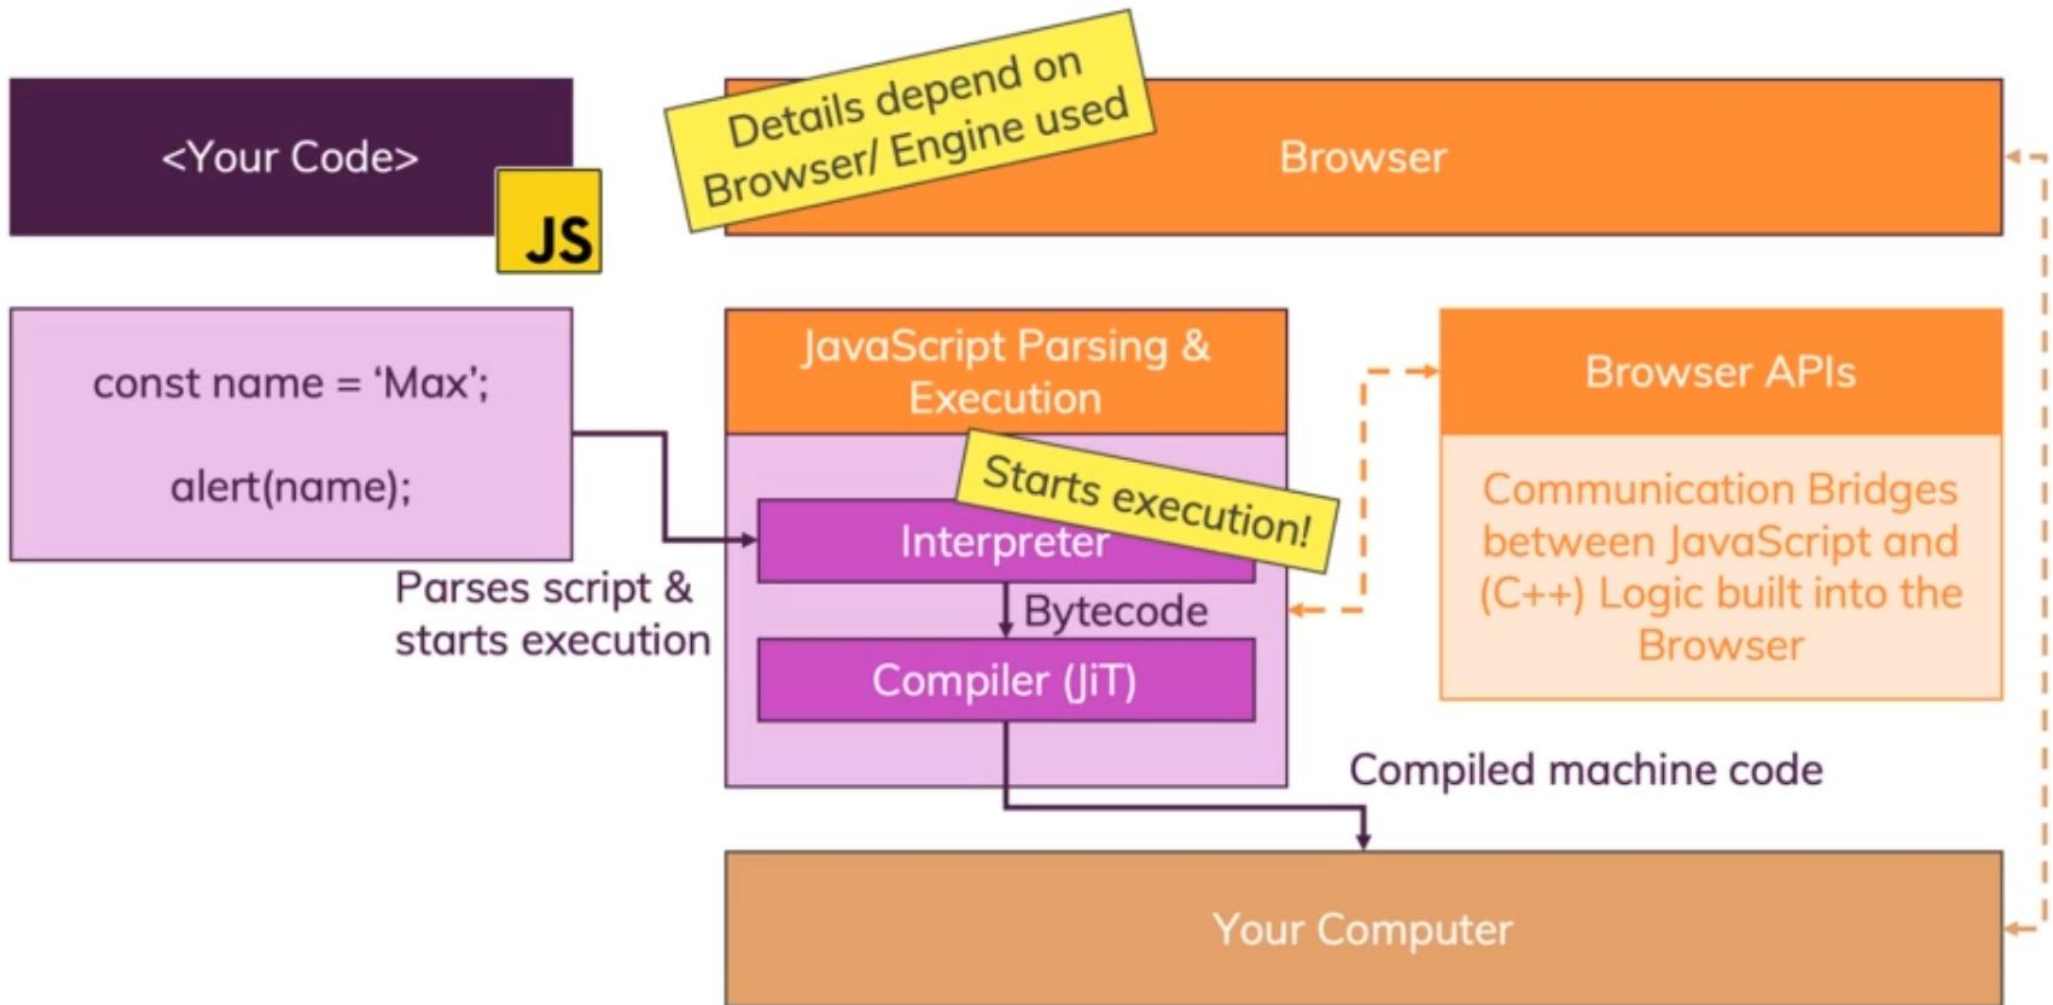 <Your Code>
JS
Details depend on
Browser/ Engine used
Browser
const name = ‘Max’;
alert(name);
Parses script &
starts execution
JavaScript Parsing &
Execution
Starts execution!
Interpreter
Bytecode
Compiler (JiT)
Browser APIs
Communication Bridges
between JavaScript and
(C++) Logic built into the
Browser
Compiled machine code
Your Computer